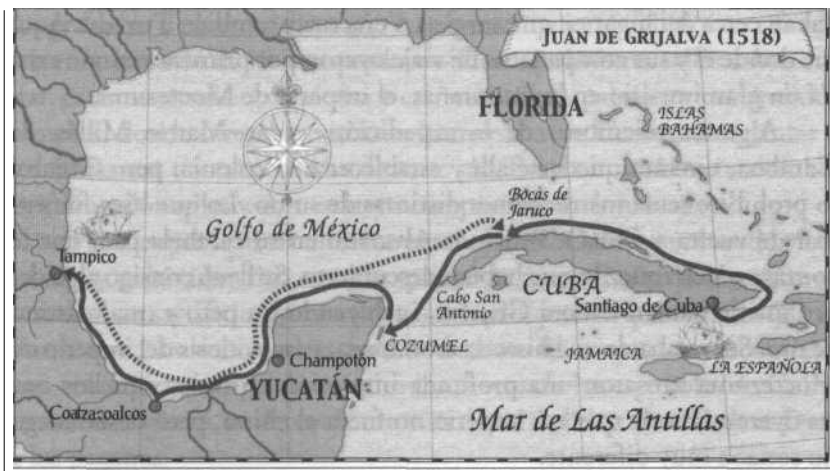 JUAN DE GRIJALVA (1518)
FLORIDA
ISLAS
BAHAMAS
Bocas de
Jaruco
Golfo de México
Tampico
CUBA
Cabo San
Antonio
Santiago de Cuba
COZUMEL
Champotón
JAMAICA
LA ESPAÑOLA
YUCATÁN
Coatzacoalcos
Mar de Las Antillas